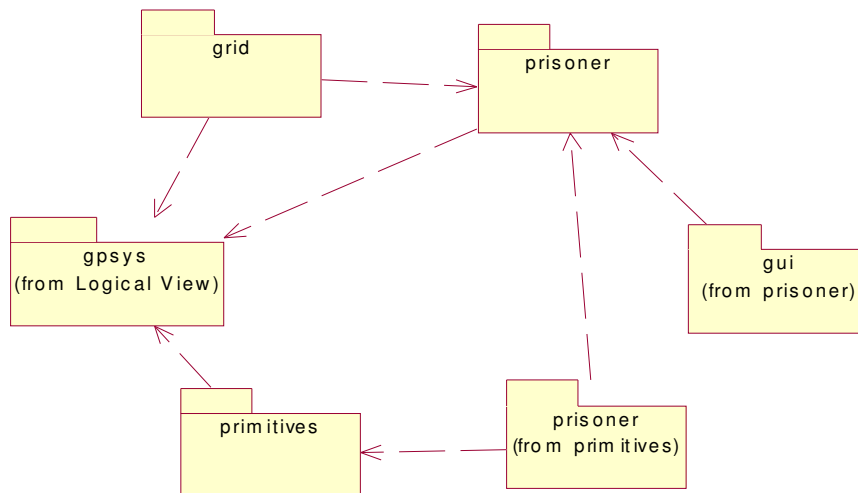 grid
prisoner
gpsys
(from Logical View)
gui
(from prisoner)
primitives
prisoner
(from primitives)